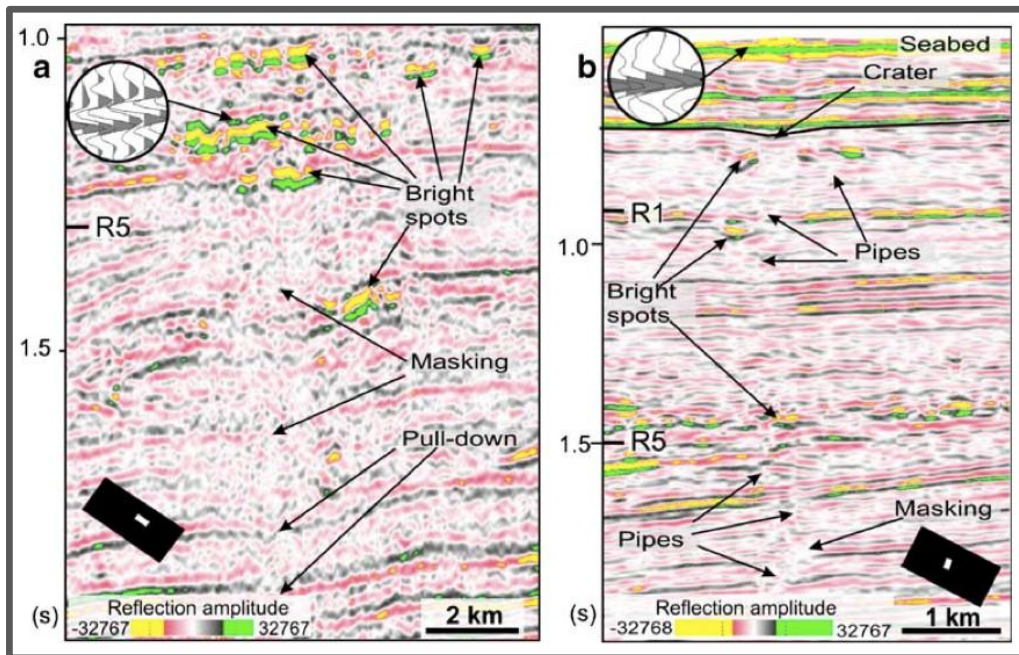 1.0
a
Bright
spots
R5
1.5
Masking
Pull-down
(s)
Reflection amplitude
-32767
32767
2 km
b
Seabed
Crater
R1
1.0
Pipes
Bright
spots
1.5
R5
Pipes
Masking
(s)
Reflection amplitude
-32768
32767
1 km